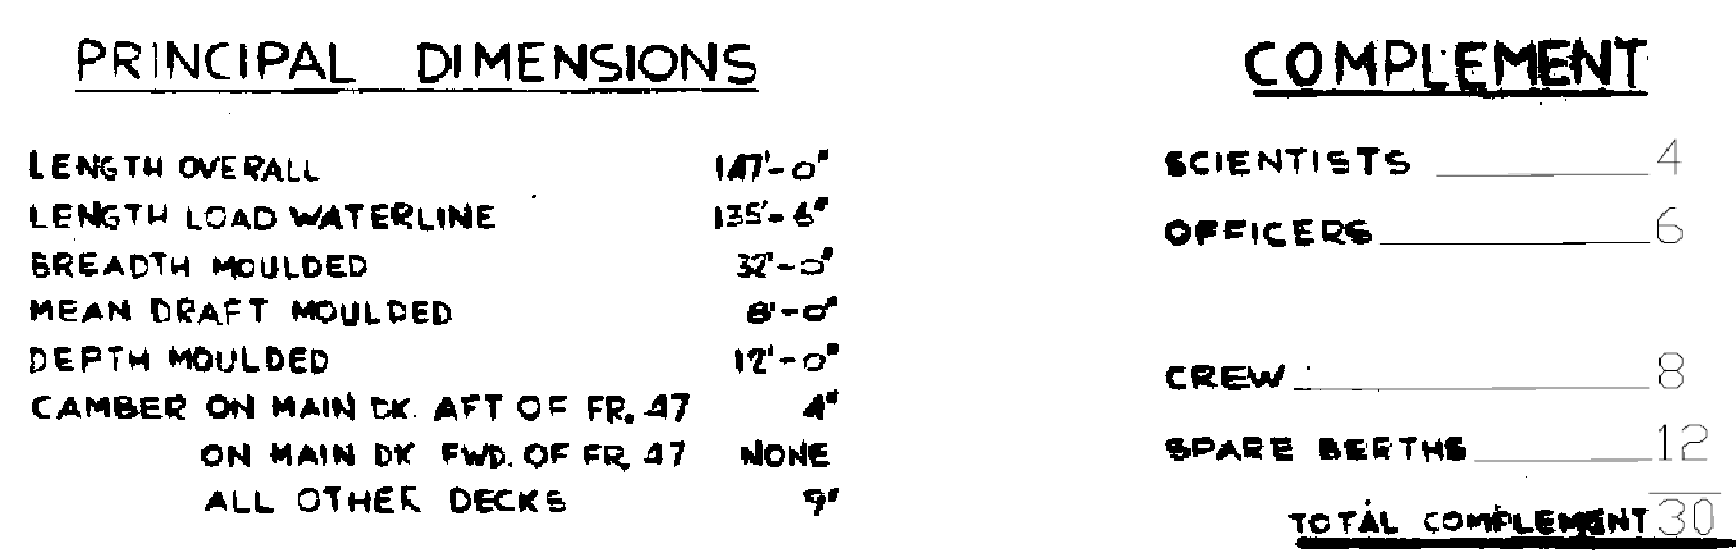 PRINCIPAL DIMENSIONS
LENGTH OVERALL 147'-0"
LENGTH LOAD WATERLINE 135'-6"
BREADTH MOULDED 32'-0"
MEAN DRAFT MOULDED 8'-0"
DEPTH MOULDED 12'-0"
CAMBER ON MAIN DK. AFT OF FR. 47 4"
ON MAIN DK FWD. OF FR. 47 NONE
ALL OTHER DECKS 9"
COMPLEMENT
SCIENTISTS 4
OFFICERS 6
CREW 8
SPARE BERTHS 12
TOTAL COMPLEMENT 30